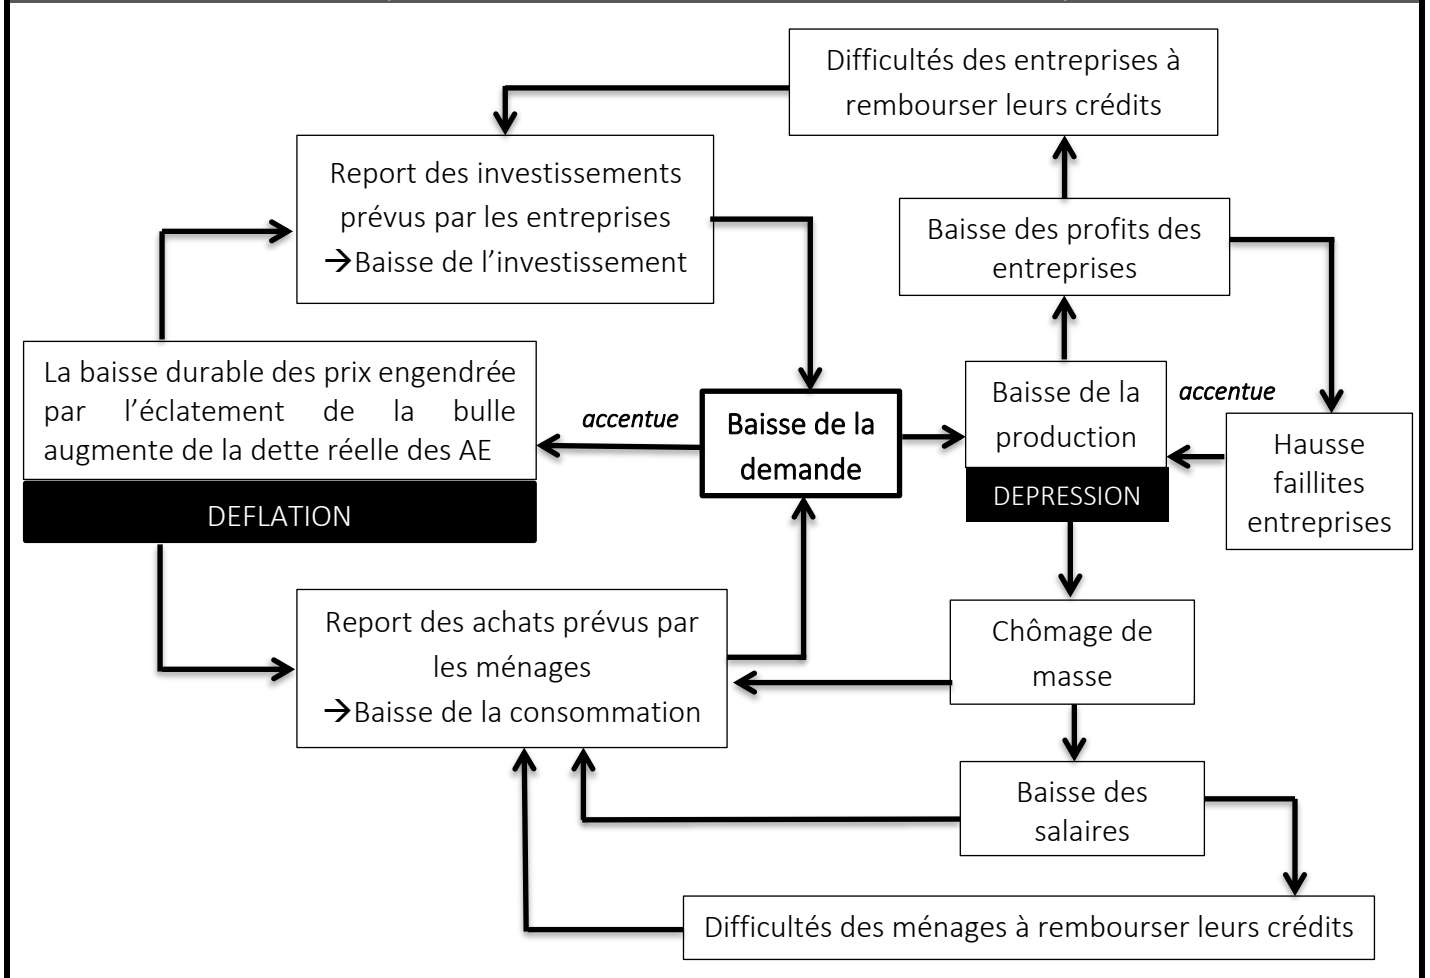 Difficultés des entreprises à
rembourser leurs crédits
Report des investissements
prévus par les entreprises
→Baisse de l’investissement
Baisse des profits des
entreprises
La baisse durable des prix engendrée
par l’éclatement de la bulle
augmente de la dette réelle des AE
DEFLATION
accentue
Baisse de la
demande
Baisse de la
production
DEPRESSION
accentue
Hausse
faillites
entreprises
Report des achats prévus par
les ménages
→Baisse de la consommation
Chômage de
masse
Baisse des
salaires
Difficultés des ménages à rembourser leurs crédits